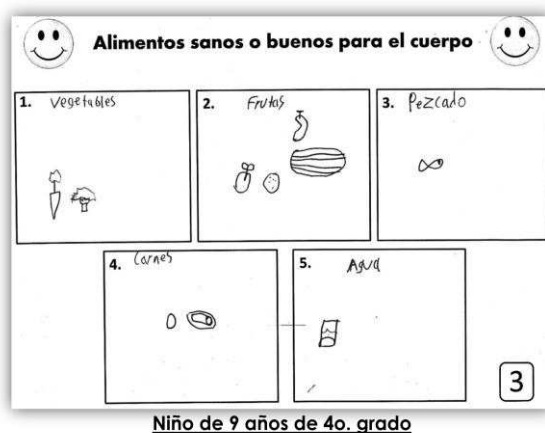 Alimentos sanos o buenos para el cuerpo
1. Vegetables
2. Frutas
3. Pezcado
4. Carnes
5. Agua
3
Niño de 9 años de 4o. grado